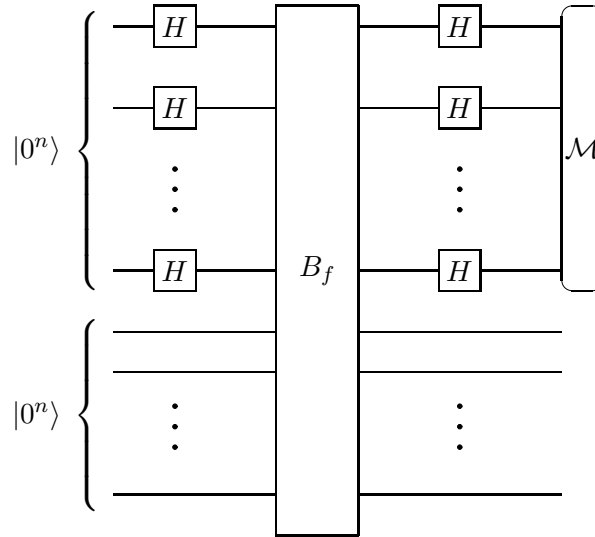 H H
H H
|0ⁿ⟩ ℳ
H B_f H
|0ⁿ⟩